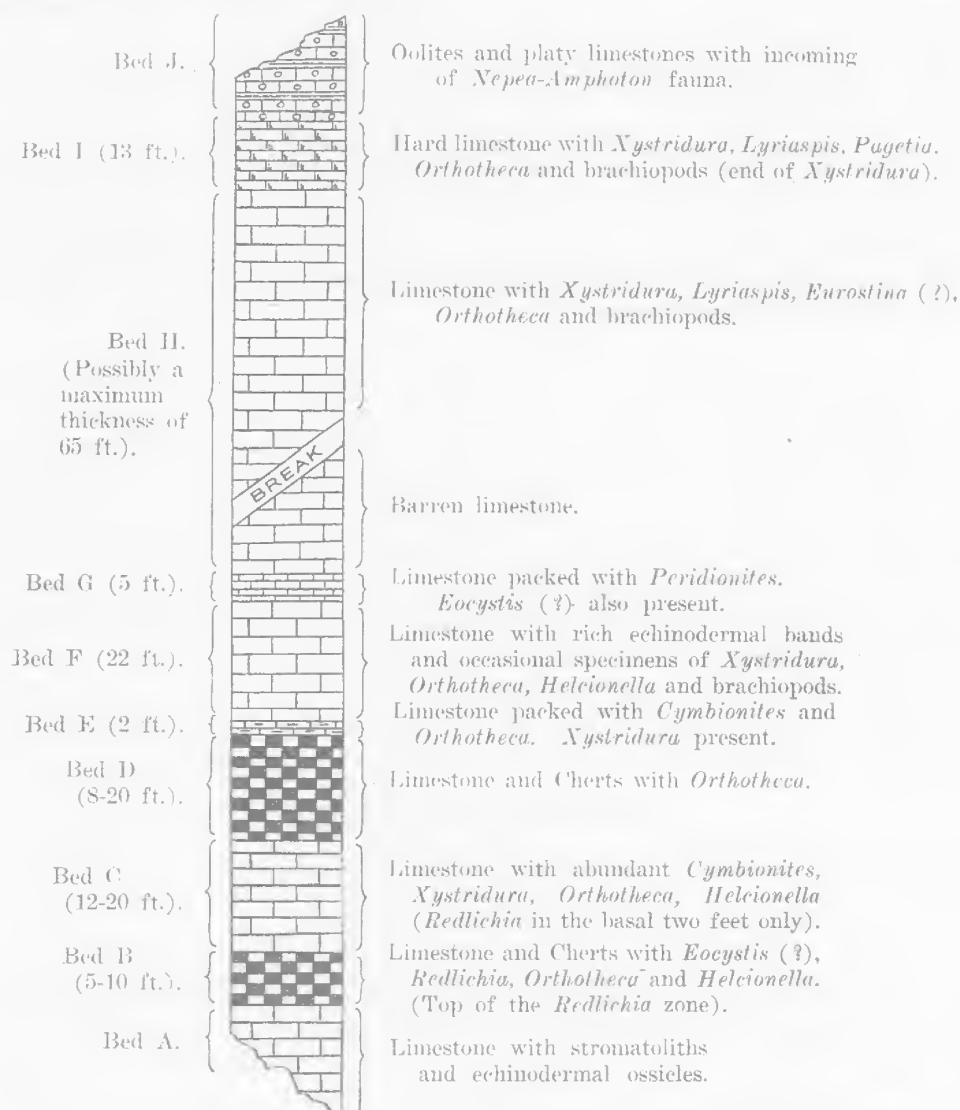 Bed J.
Oolites and platy limestones with incoming
of Nepea-Amphoton fauna.
Bed I (13 ft.).
Hard limestone with Xystridura, Lyriaspis, Pagetia.
Orthotheca and brachiopods (end of Xystridura).
Bed H.
(Possibly a
maximum
thickness of
65 ft.).
Limestone with Xystridura, Lyriaspis, Eurostina (?),
Orthotheca and brachiopods.
BREAK
Barren limestone.
Bed G (5 ft.).
Limestone packed with Peridionites.
Eocystis (?) also present.
Bed F (22 ft.).
Limestone with rich echinodermal bands
and occasional specimens of Xystridura,
Orthotheca, Helcionella and brachiopods.
Bed E (2 ft.).
Limestone packed with Cymbionites and
Orthotheca. Xystridura present.
Bed D
(8-20 ft.).
Limestone and Cherts with Orthotheca.
Bed C
(12-20 ft.).
Limestone with abundant Cymbionites,
Xystridura, Orthotheca, Helcionella
(Redlichia in the basal two feet only).
Bed B
(5-10 ft.).
Limestone and Cherts with Eocystis (?),
Redlichia, Orthotheca and Helcionella.
(Top of the Redlichia zone).
Bed A.
Limestone with stromatoliths
and echinodermal ossicles.